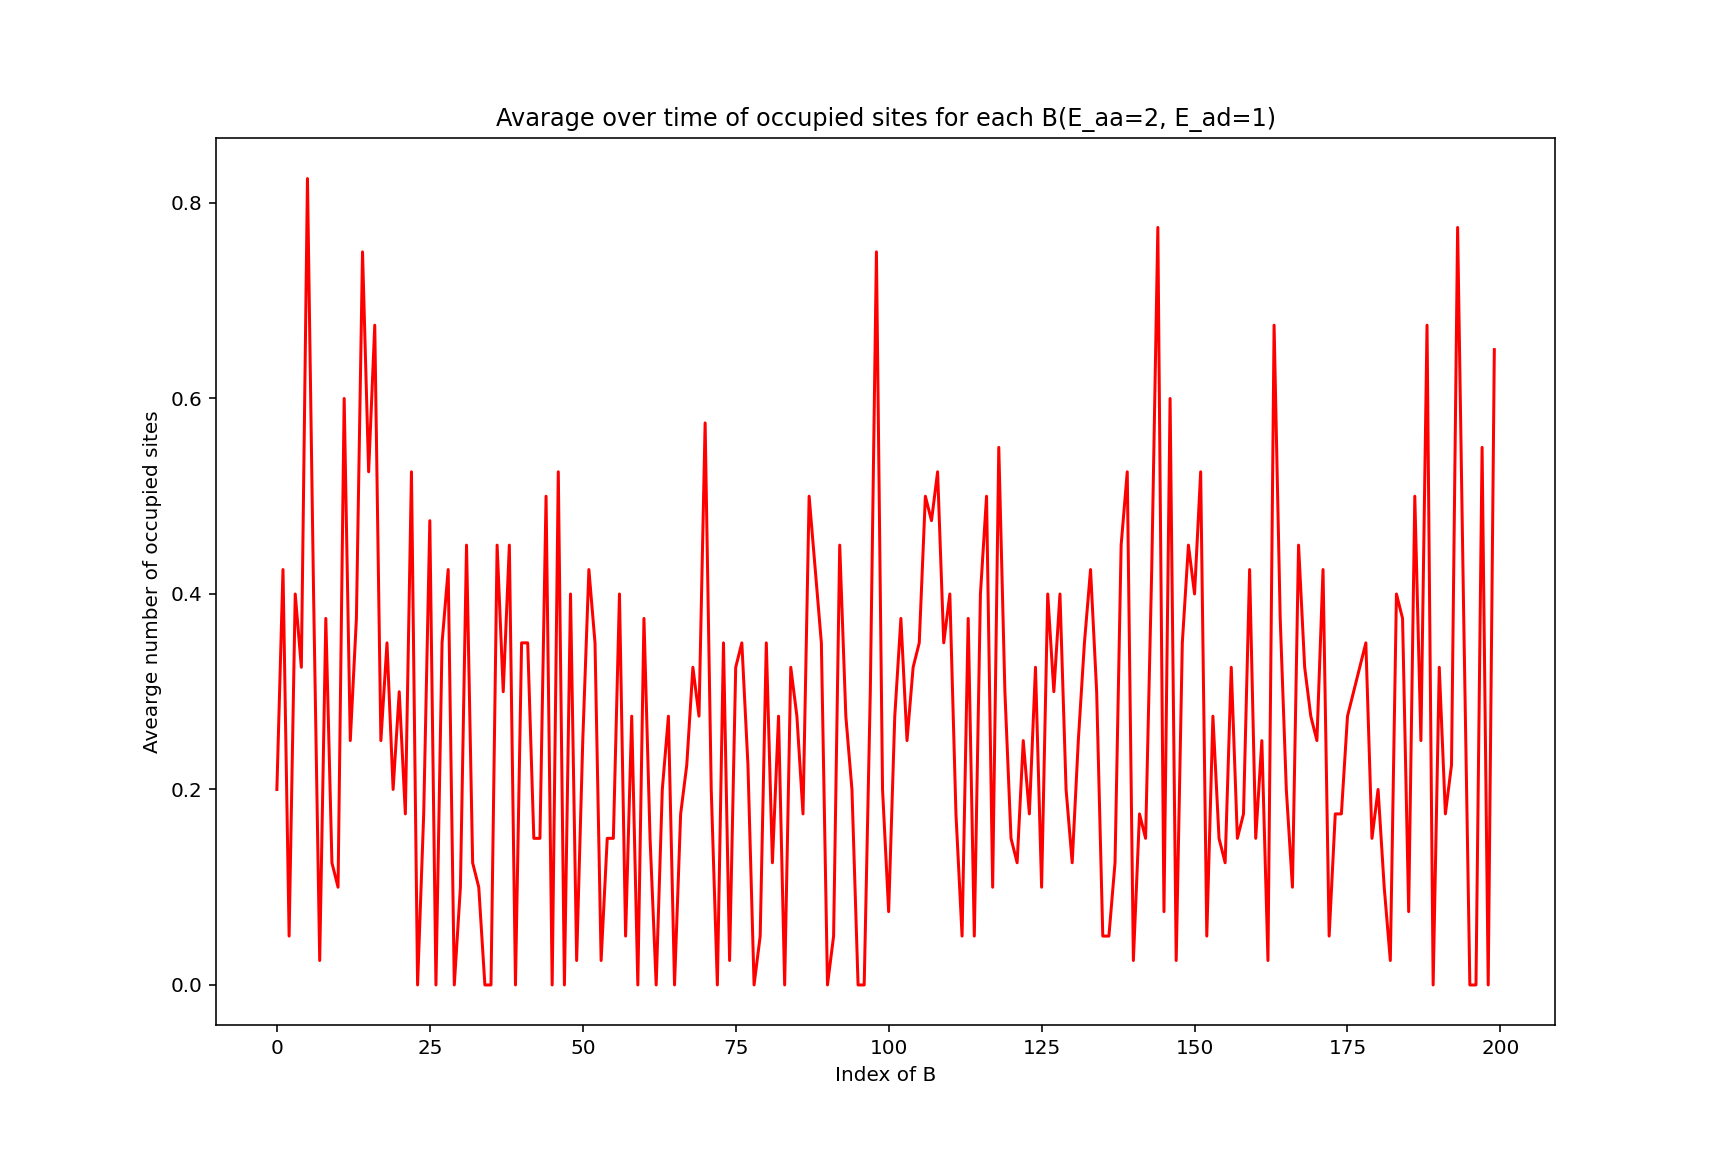 Avarage over time of occupied sites for each B(E_aa=2, E_ad=1)
Avearge number of occupied sites
0.8
0.6
0.4
0.2
0.0
0 25 50 75 100 125 150 175 200
Index of B